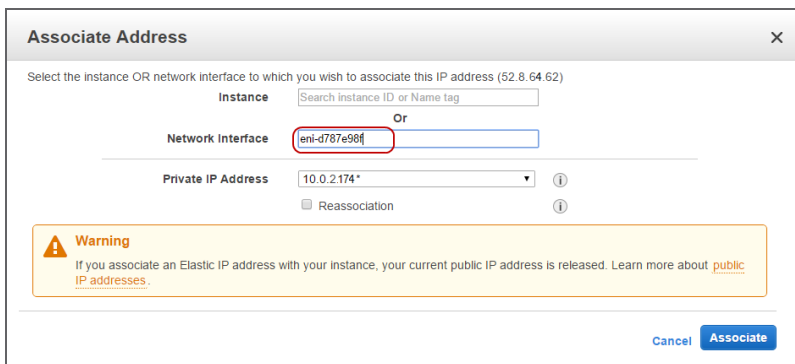 Associate Address
Select the instance OR network interface to which you wish to associate this IP address (52.8.64.62)
Instance
Search instance ID or Name tag
Or
Network Interface
eni-d787e98f
Private IP Address
10.0.2.174*
Reassociation
Warning
If you associate an Elastic IP address with your instance, your current public IP address is released. Learn more about public
IP addresses.
Cancel
Associate